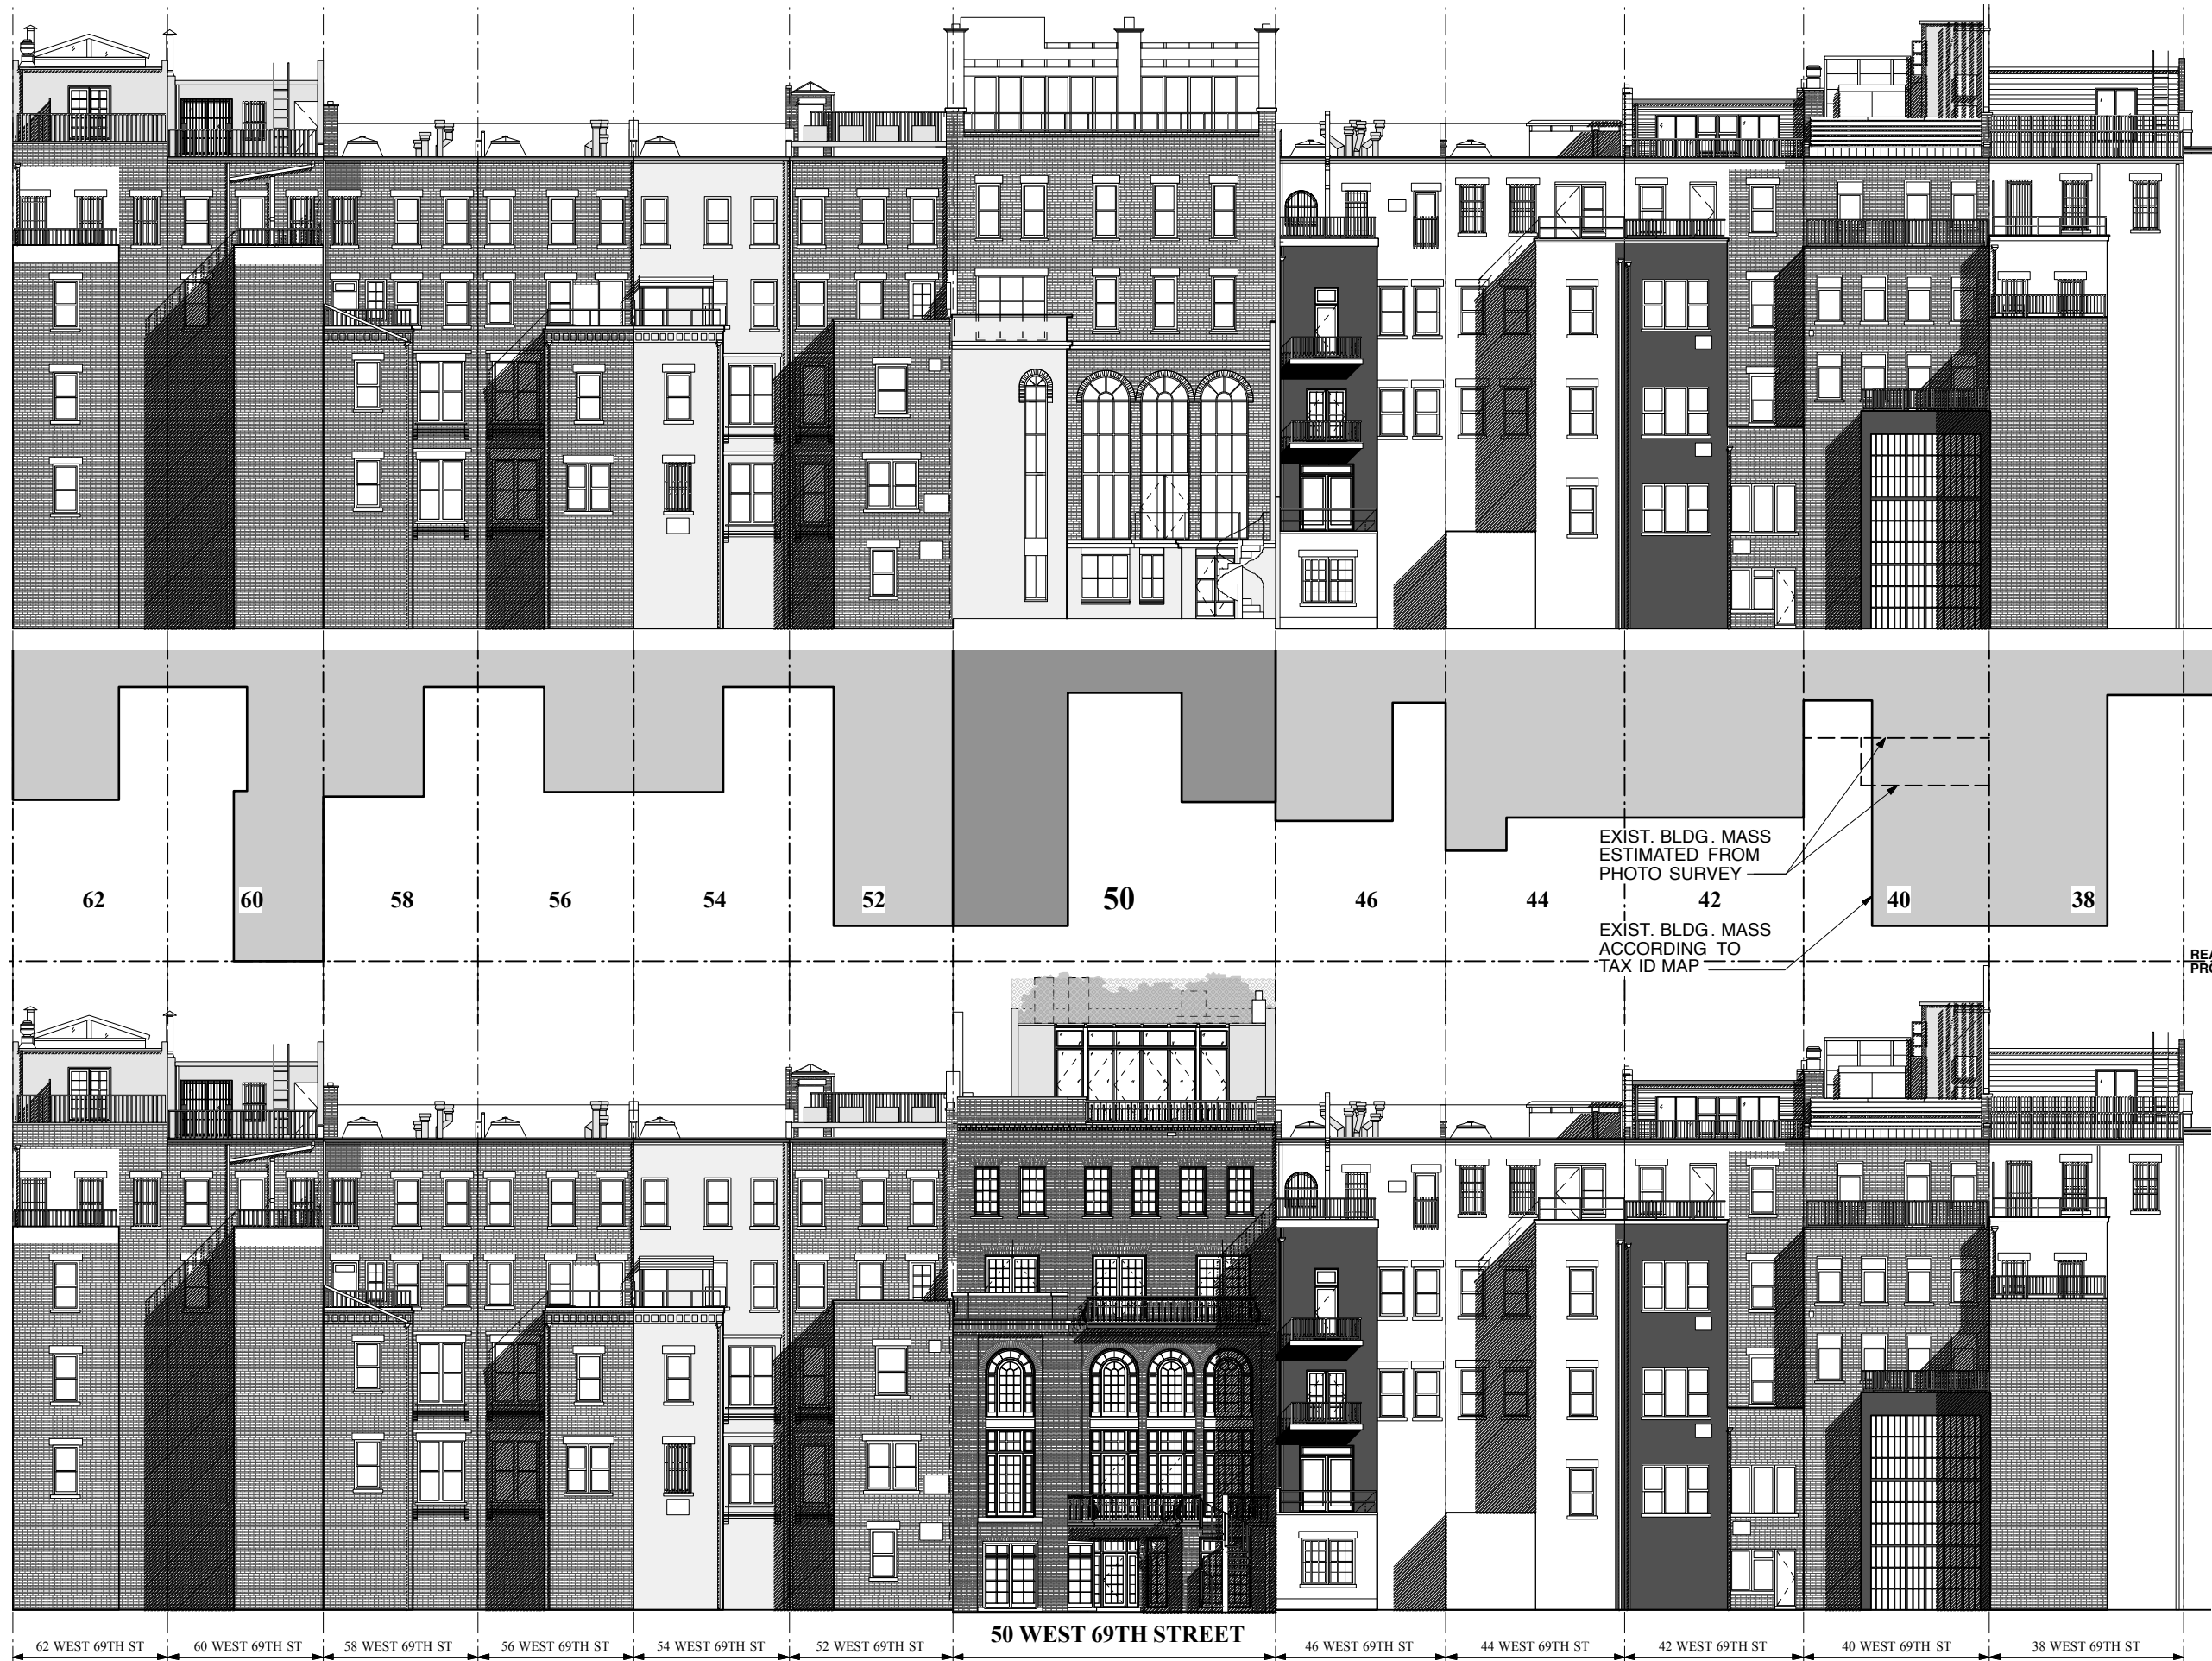 62
60
58
56
54
52
50
46
44
42
40
38
EXIST. BLDG. MASS
ESTIMATED FROM
PHOTO SURVEY
EXIST. BLDG. MASS
ACCORDING TO
TAX ID MAP
REA
PRO
62 WEST 69TH ST
60 WEST 69TH ST
58 WEST 69TH ST
56 WEST 69TH ST
54 WEST 69TH ST
52 WEST 69TH ST
50 WEST 69TH STREET
46 WEST 69TH ST
44 WEST 69TH ST
42 WEST 69TH ST
40 WEST 69TH ST
38 WEST 69TH ST